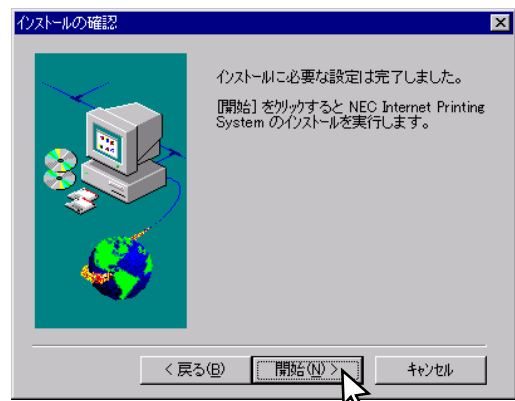 インストールの確認
インストールに必要な設定は完了しました。
[開始] をクリックすると NEC Internet Printing
System のインストールを実行します。
< 戻る(B)
開始(N) >
キャンセル